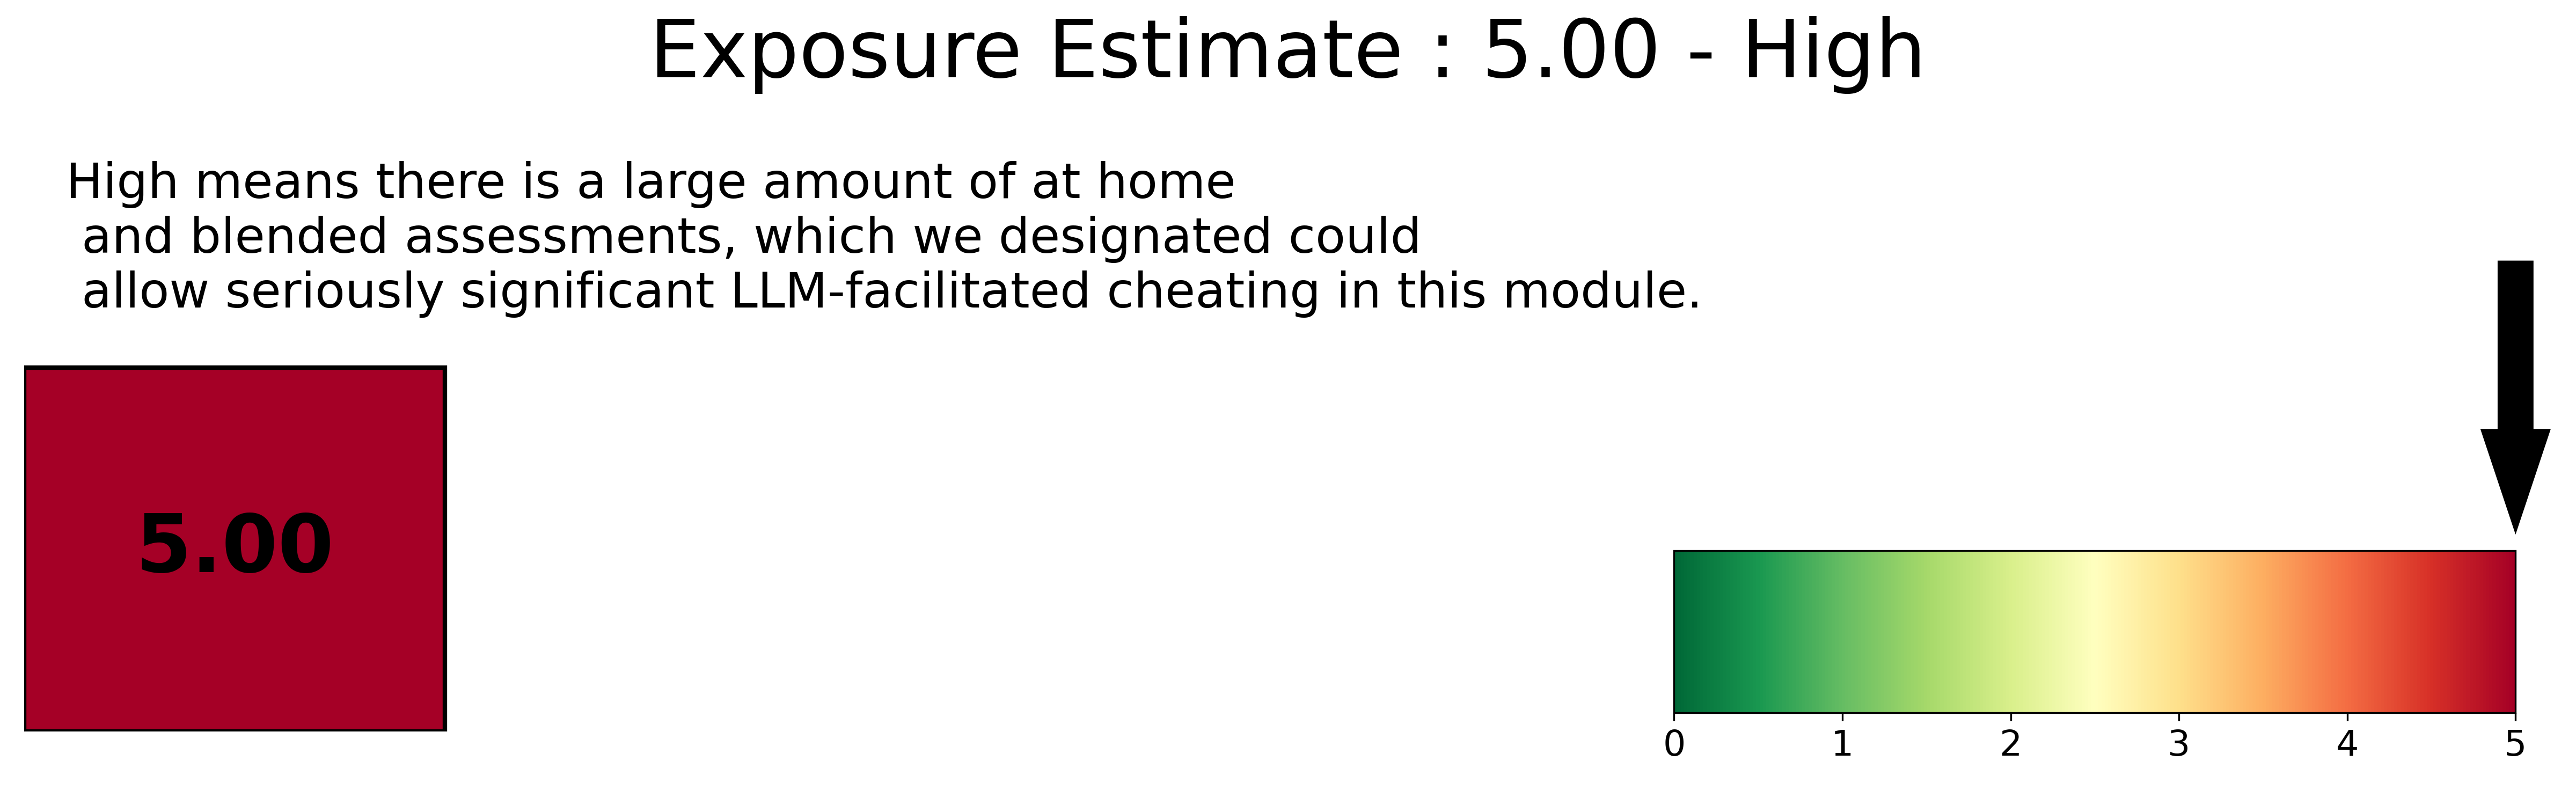 Exposure Estimate : 5.00 - High
High means there is a large amount of at home
and blended assessments, which we designated could
allow seriously significant LLM-facilitated cheating in this module.
5.00
0 1 2 3 4 5